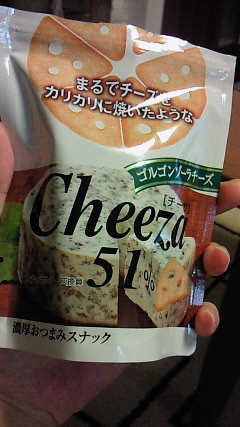 まるでチーズを
カリカリに焼いたような
ゴルゴンゾーラチーズ
Cheeza
[チーザ]
51%
濃厚おつまみスナック